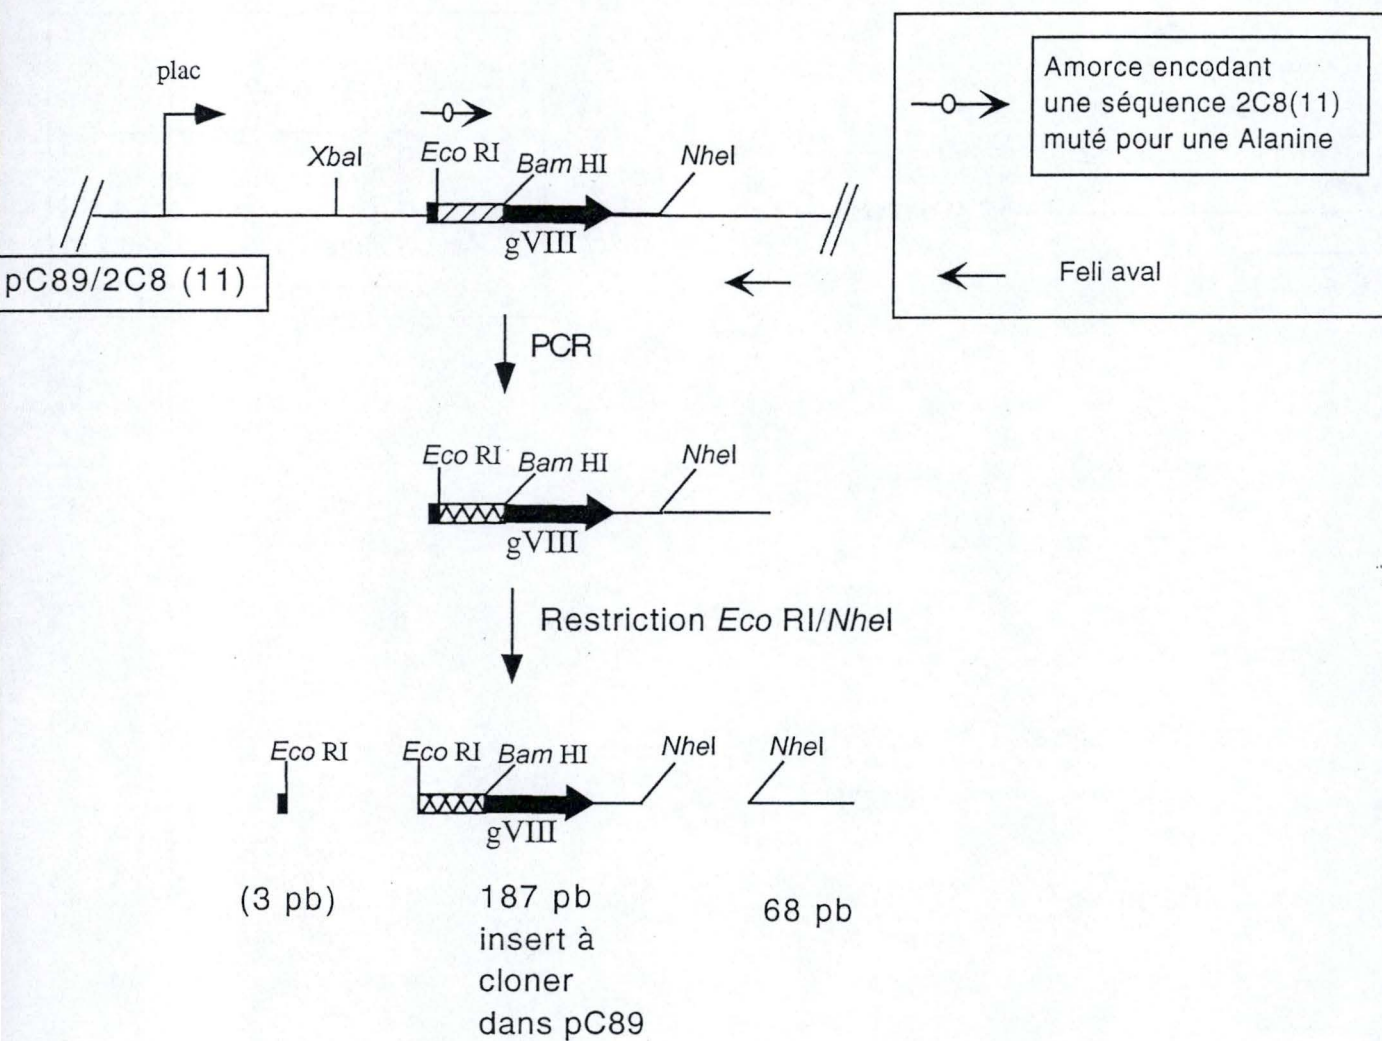 plac
XbaI
Eco RI
Bam HI
NheI
gVIII
pC89/2C8 (11)
Amorce encodant
une séquence 2C8(11)
muté pour une Alanine
Feli aval
PCR
Eco RI
Bam HI
NheI
gVIII
Restriction Eco RI/NheI
Eco RI
Eco RI
Bam HI
NheI
NheI
gVIII
(3 pb)
187 pb
insert à
cloner
dans pC89
68 pb